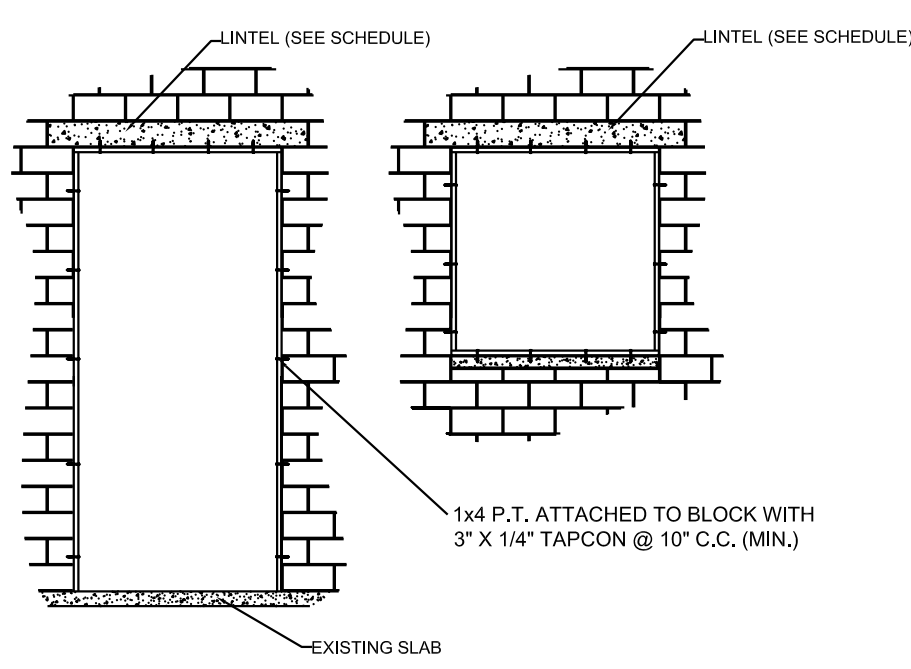 LINTEL (SEE SCHEDULE)
LINTEL (SEE SCHEDULE)
1x4 P.T. ATTACHED TO BLOCK WITH
3" X 1/4" TAPCON @ 10" C.C. (MIN.)
EXISTING SLAB